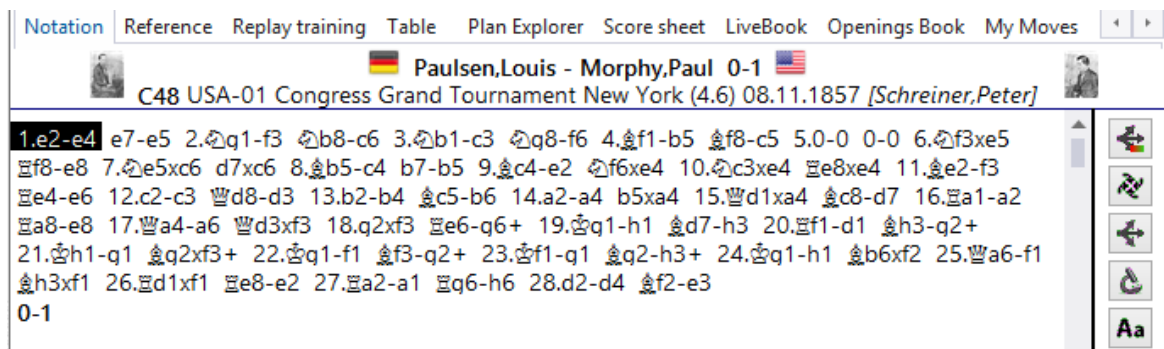 Notation Reference Replay training Table Plan Explorer Score sheet LiveBook Openings Book My Moves
Paulsen,Louis - Morphy,Paul 0-1
C48 USA-01 Congress Grand Tournament New York (4.6) 08.11.1857 [Schreiner,Peter]
1.e2-e4 e7-e5 2.♘g1-f3 ♘b8-c6 3.♘b1-c3 ♘g8-f6 4.♗f1-b5 ♗f8-c5 5.0-0 0-0 6.♘f3xe5
♖f8-e8 7.♘e5xc6 d7xc6 8.♗b5-c4 b7-b5 9.♗c4-e2 ♘f6xe4 10.♘c3xe4 ♖e8xe4 11.♗e2-f3
♖e4-e6 12.c2-c3 ♕d8-d3 13.b2-b4 ♗c5-b6 14.a2-a4 b5xa4 15.♕d1xa4 ♗c8-d7 16.♖a1-a2
♖a8-e8 17.♕a4-a6 ♕d3xf3 18.g2xf3 ♖e6-g6+ 19.♔g1-h1 ♗d7-h3 20.♖f1-d1 ♗h3-g2+
21.♔h1-g1 ♗g2xf3+ 22.♔g1-f1 ♗f3-g2+ 23.♔f1-g1 ♗g2-h3+ 24.♔g1-h1 ♗b6xf2 25.♕a6-f1
♗h3xf1 26.♖d1xf1 ♖e8-e2 27.♖a2-a1 ♖g6-h6 28.d2-d4 ♗f2-e3
0-1
Aa